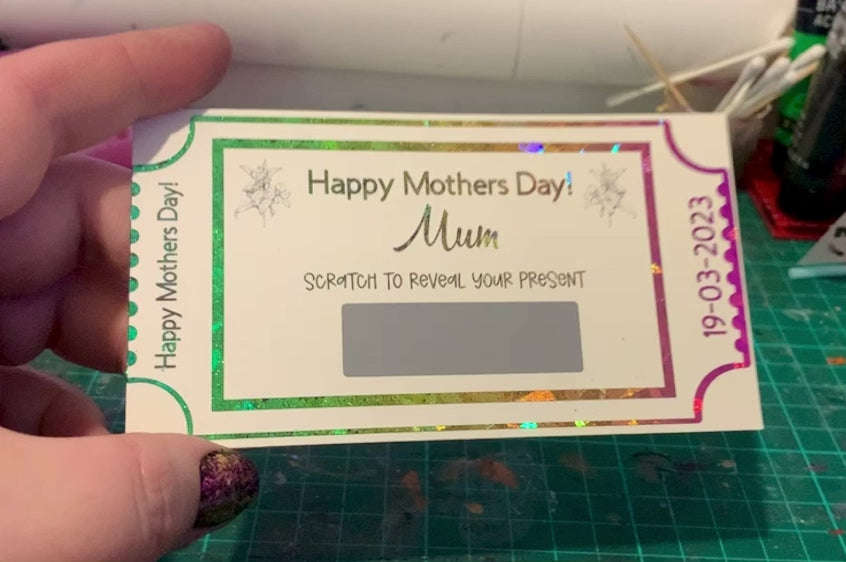 Happy Mothers Day!
Happy Mothers Day!
Mum
SCRATCH TO REVEAL YOUR PRESENT
19-03-2023